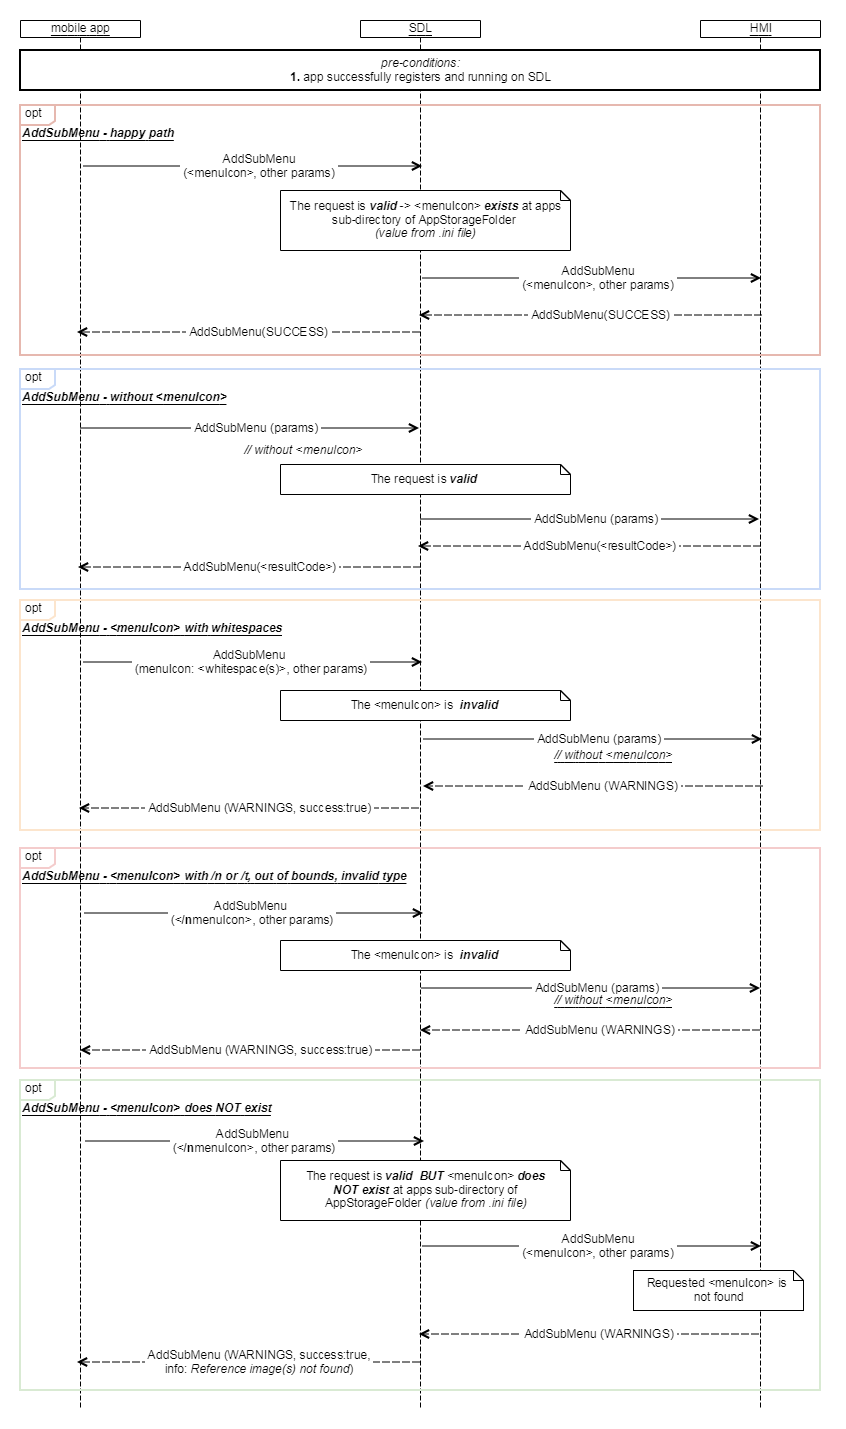 mobile app
SDL
HMI
pre-conditions:
1. app successfully registers and running on SDL
opt
AddSubMenu - happy path
AddSubMenu
(<menuIcon>, other params)
The request is valid -> <menuIcon> exists at apps
sub-directory of AppStorageFolder
(value from .ini file)
AddSubMenu
(<menuIcon>, other params)
AddSubMenu(SUCCESS)
AddSubMenu(SUCCESS)
opt
AddSubMenu - without <menuIcon>
AddSubMenu (params)
// without <menuIcon>
The request is valid
AddSubMenu (params)
AddSubMenu(<resultCode>)
AddSubMenu(<resultCode>)
opt
AddSubMenu - <menuIcon> with whitespaces
AddSubMenu
(menuIcon: <whitespace(s)>, other params)
The <menuIcon> is invalid
AddSubMenu (params)
// without <menuIcon>
AddSubMenu (WARNINGS)
AddSubMenu (WARNINGS, success:true)
opt
AddSubMenu - <menuIcon> with /n or /t, out of bounds, invalid type
AddSubMenu
(</nmenuIcon>, other params)
The <menuIcon> is invalid
AddSubMenu (params)
// without <menuIcon>
AddSubMenu (WARNINGS)
AddSubMenu (WARNINGS, success:true)
opt
AddSubMenu - <menuIcon> does NOT exist
AddSubMenu
(</nmenuIcon>, other params)
The request is valid BUT <menuIcon> does
NOT exist at apps sub-directory of
AppStorageFolder (value from .ini file)
AddSubMenu
(<menuIcon>, other params)
Requested <menuIcon> is
not found
AddSubMenu (WARNINGS)
AddSubMenu (WARNINGS, success:true,
info: Reference image(s) not found)